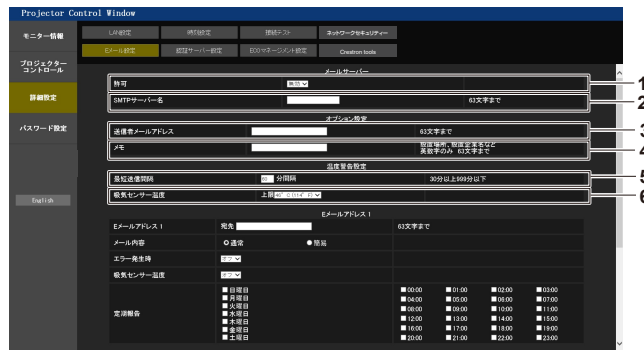 Projector Control Window
モニター情報
プロジェクター
コントロール
詳細設定
パスワード設定
English
LAN設定 時刻設定 接続テスト ネットワークセキュリティー
Eメール設定 認証サーバー設定 ECOマネージメント設定 Crestron tools
メールサーバー
許可 無効 1
SMTPサーバー名 63文字まで 2
オプション設定
送信者メールアドレス 63文字まで 3
メモ 設置場所、設置企業名など
英数字のみ 63文字まで 4
温度警告設定
最短送信間隔 分間隔 30分以上999分以下 5
吸気センサー温度 上限 6
Eメールアドレス 1
Eメールアドレス 1 宛先 63文字まで
メール内容 通常 簡易
エラー発生時 オフ
吸気センサー温度 オフ
定期報告
日曜日
月曜日
火曜日
水曜日
木曜日
金曜日
土曜日
00:00 01:00 02:00 03:00
04:00 05:00 06:00 07:00
08:00 09:00 10:00 11:00
12:00 13:00 14:00 15:00
16:00 17:00 18:00 19:00
20:00 21:00 22:00 23:00